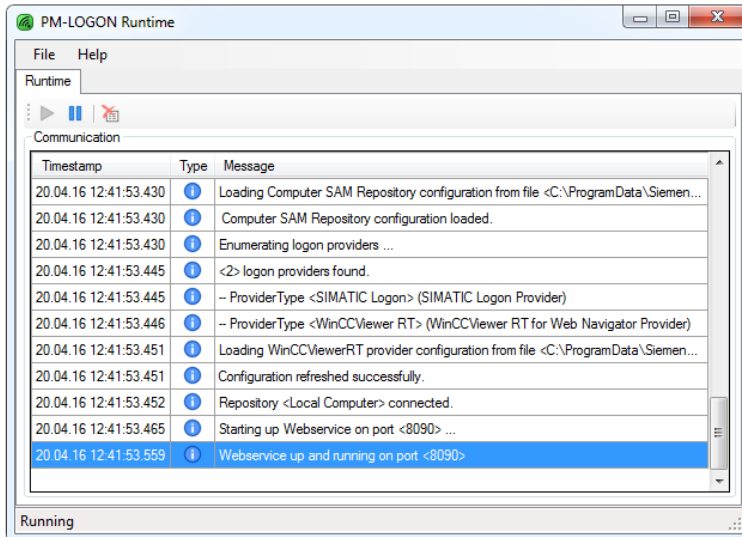 PM-LOGON Runtime
File Help
Runtime
Communication
Timestamp Type Message
20.04.16 12:41:53.430 Loading Computer SAM Repository configuration from file <C:\ProgramData\Siemen...
20.04.16 12:41:53.430 Computer SAM Repository configuration loaded.
20.04.16 12:41:53.430 Enumerating logon providers ...
20.04.16 12:41:53.445 <2> logon providers found.
20.04.16 12:41:53.445 -- ProviderType <SIMATIC Logon> (SIMATIC Logon Provider)
20.04.16 12:41:53.446 -- ProviderType <WinCCViewer RT> (WinCCViewer RT for Web Navigator Provider)
20.04.16 12:41:53.451 Loading WinCCViewerRT provider configuration from file <C:\ProgramData\Siemen...
20.04.16 12:41:53.451 Configuration refreshed successfully.
20.04.16 12:41:53.452 Repository <Local Computer> connected.
20.04.16 12:41:53.465 Starting up Webservice on port <8090> ...
20.04.16 12:41:53.559 Webservice up and running on port <8090>
Running